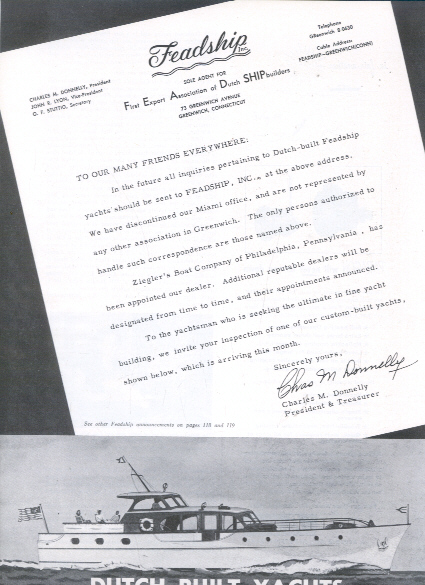 Feadship
Inc.
Telephone
GReenwich 8-0630
Cable Address:
FEADSHIP—GREENWICH(CONN)
CHARLES M. DONNELLY, President
JOHN R. LYON, Vice-President
Secretary
SOLE AGENT FOR
First Export Association of Dutch SHIPbuilders
73 GREENWICH AVENUE
GREENWICH, CONNECTICUT
TO OUR MANY FRIENDS EVERYWHERE:
In the future all inquiries pertaining to Dutch-built Feadship
yachts should be sent to FEADSHIP, INC., at the above address.
We have discontinued our Miami office, and are not represented by
any other association in Greenwich. The only persons authorized to
handle such correspondence are those named above.
Ziegler's Boat Company of Philadelphia, Pennsylvania, has
been appointed our dealer. Additional reputable dealers will be
designated from time to time, and their appointments announced.
To the yachtsman who is seeking the ultimate in fine yacht
building, we invite your inspection of one of our custom-built yachts,
shown below, which is arriving this month.
Sincerely yours,
Chas M Donnelly
Charles M. Donnelly
President & Treasurer
See other Feadship announcements on pages 118 and 119
DUTCH BUILT YACHTS